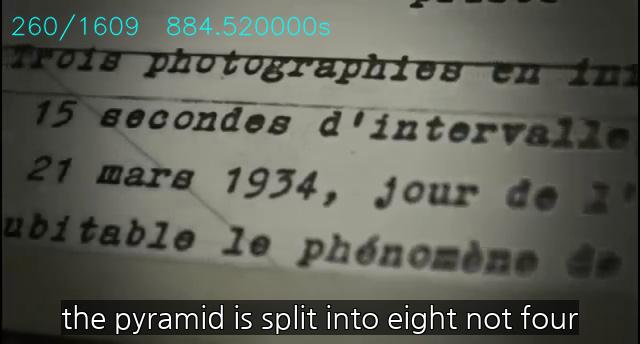 260/1609 884.520000s
Trois photographies en
15 secondes d'intervalle
21 mars 1934, jour de l'
ubitable le phénomène de
the pyramid is split into eight not four